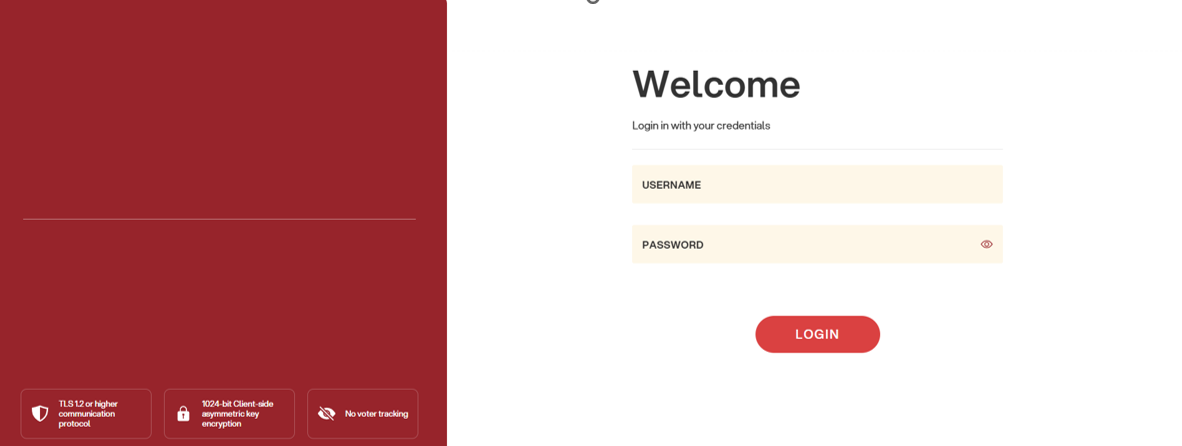 Welcome
Login in with your credentials
USERNAME
PASSWORD
LOGIN
TLS 1.2 or higher
communication
protocol
1024-bit Client-side
asymmetric key
encryption
No voter tracking